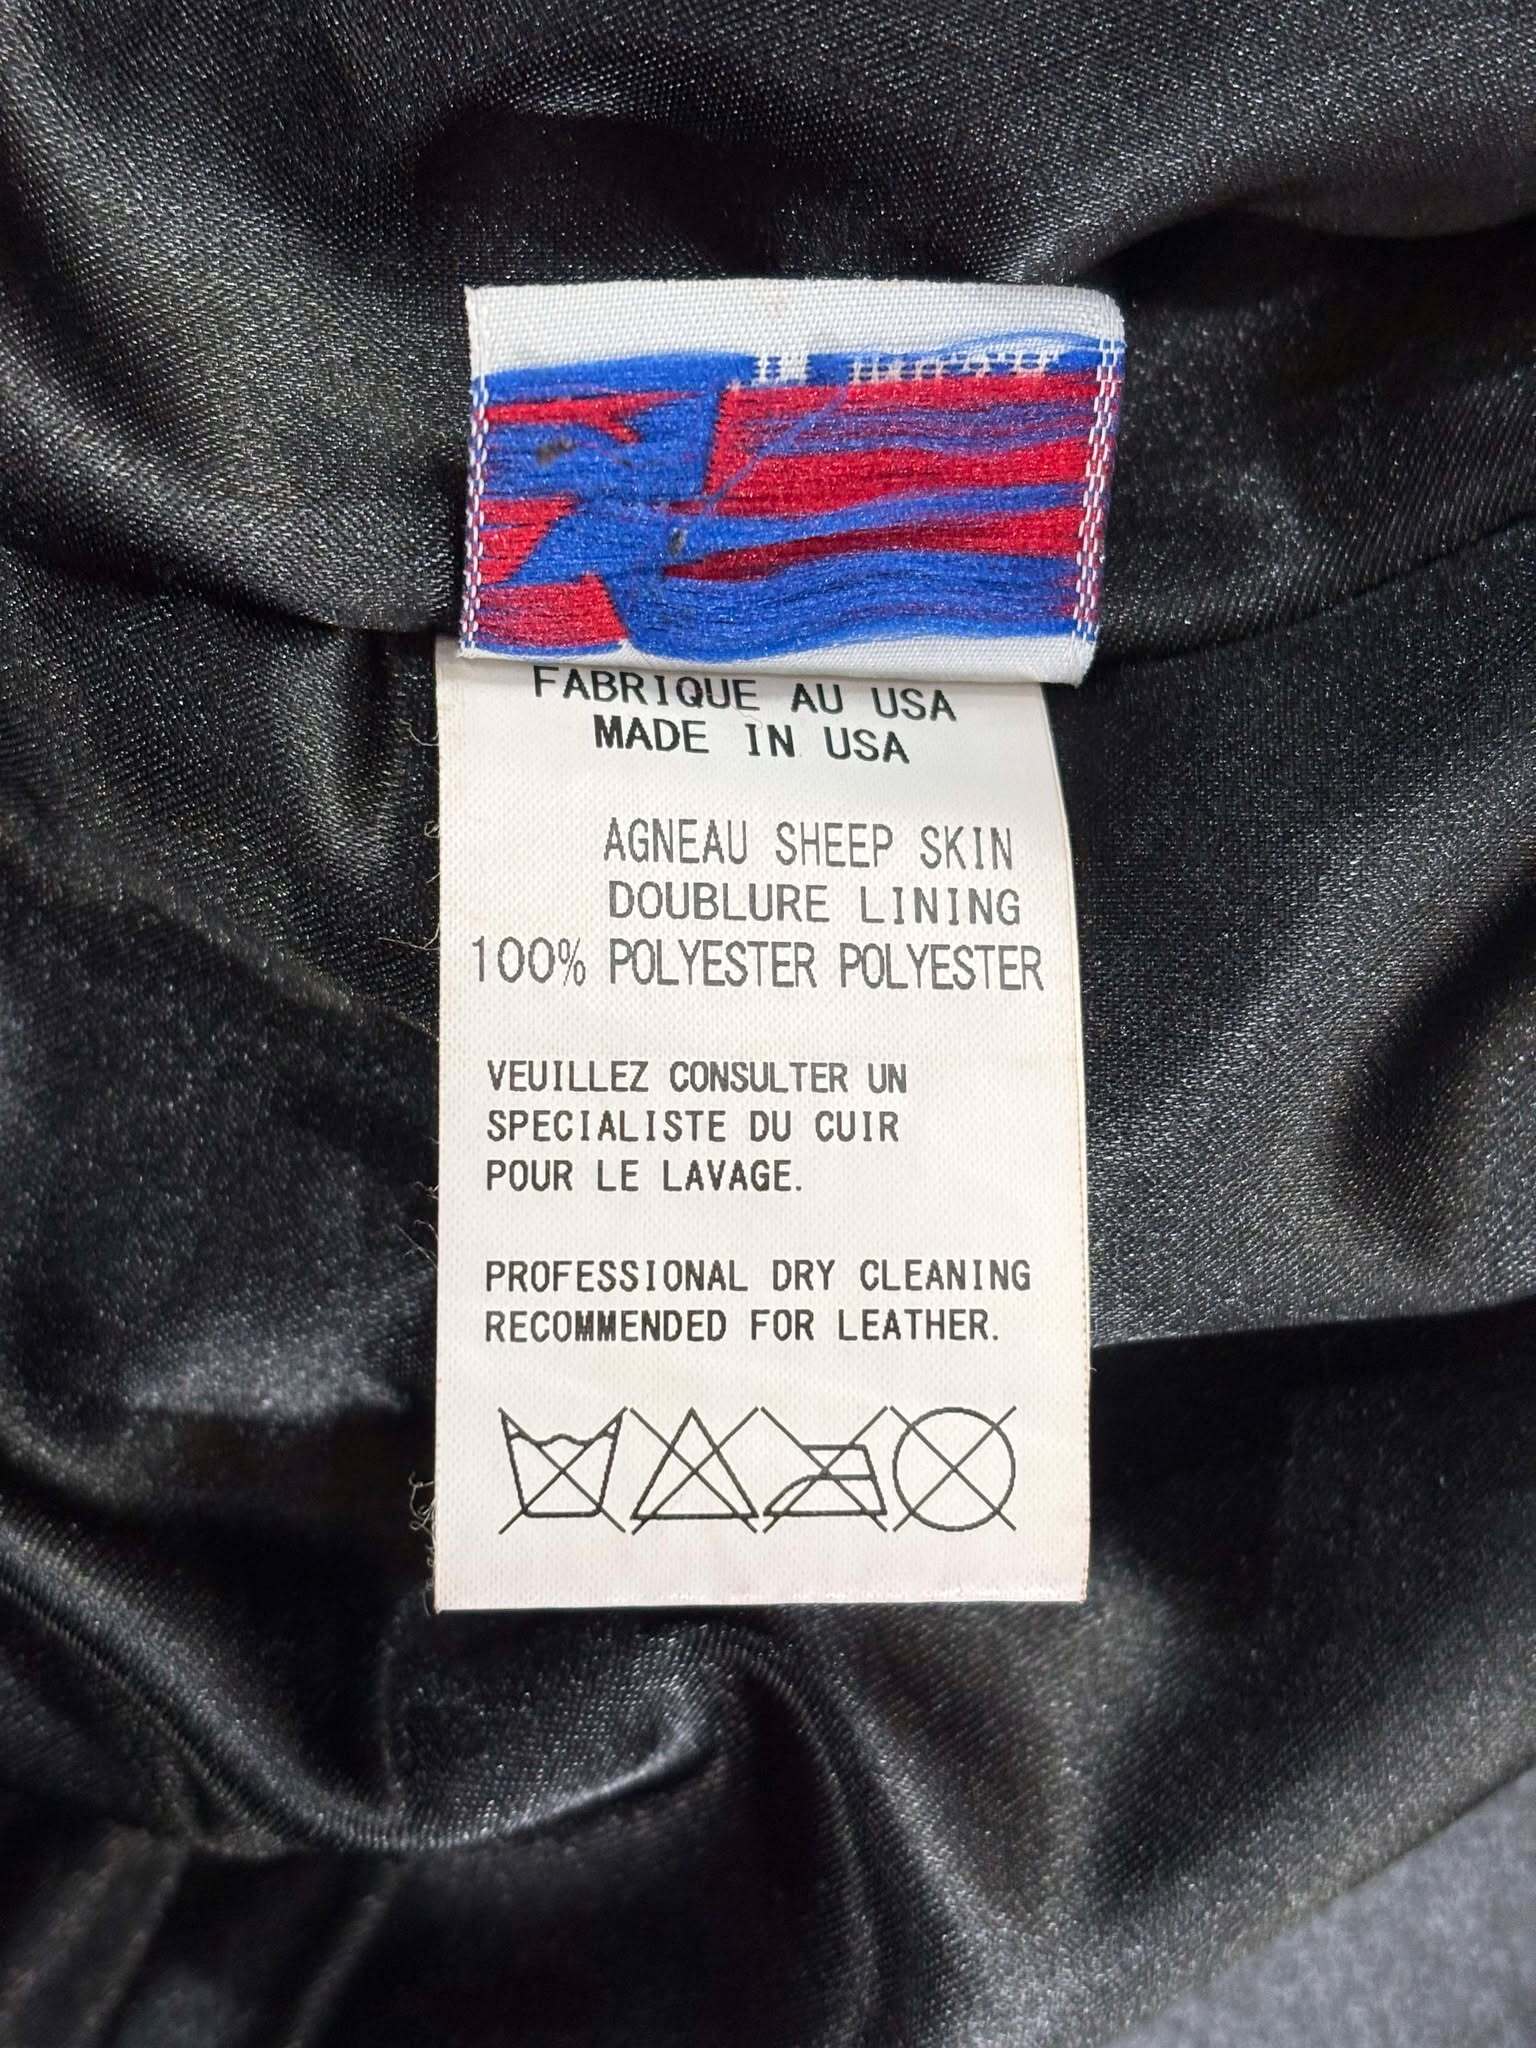 FABRIQUE AU USA
MADE IN USA
AGNEAU SHEEP SKIN
DOUBLURE LINING
100% POLYESTER POLYESTER
VEUILLEZ CONSULTER UN
SPECIALISTE DU CUIR
POUR LE LAVAGE.
PROFESSIONAL DRY CLEANING
RECOMMENDED FOR LEATHER.